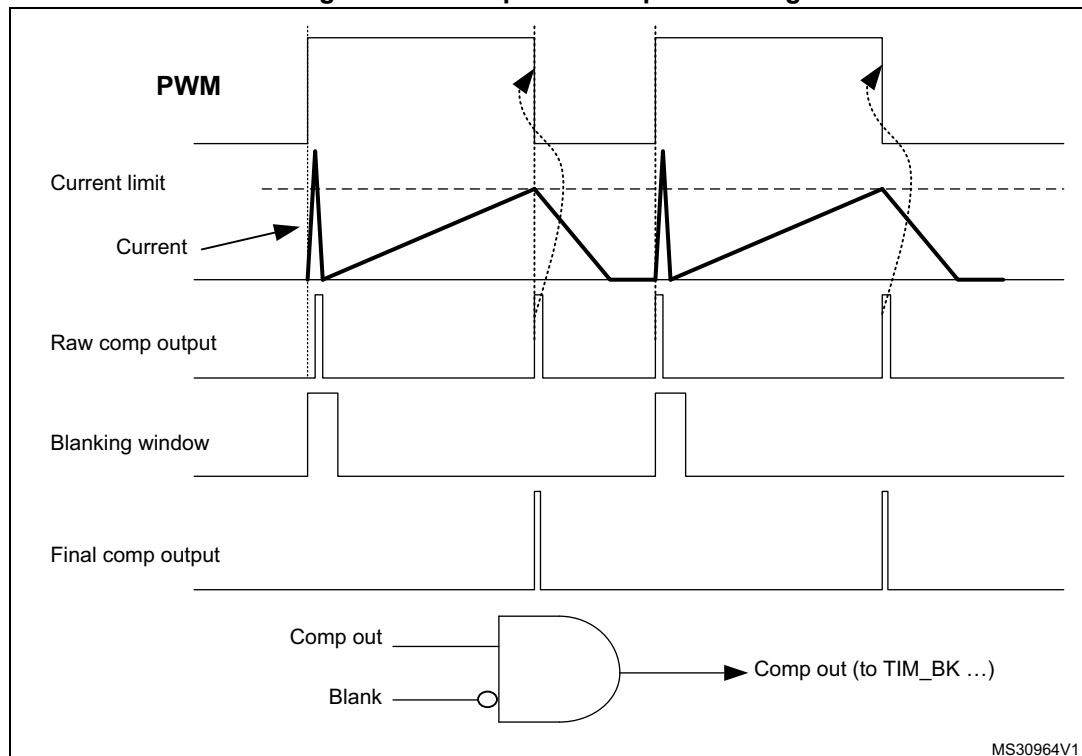 PWM
Current limit
Current
Raw comp output
Blanking window
Final comp output
Comp out
Comp out (to TIM_BK …)
Blank
MS30964V1